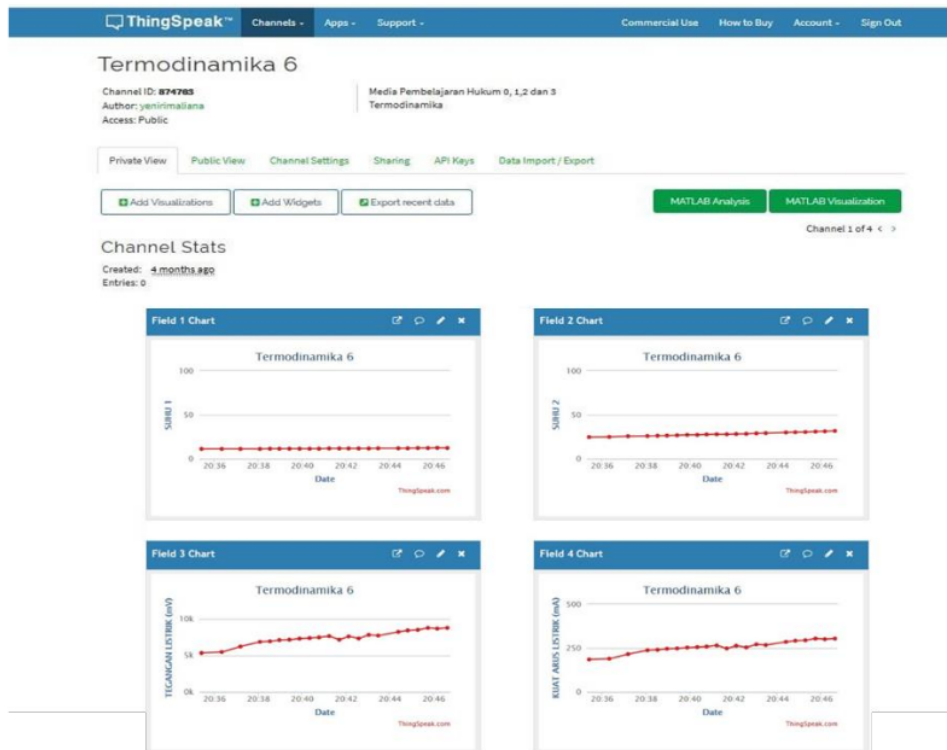 ThingSpeak™ Channels Apps Support Commercial Use How to Buy Account Sign Out
Termodinamika 6
Channel ID: 874783
Author: yenirimaliana
Access: Public
Media Pembelajaran Hukum 0, 1,2 dan 3
Termodinamika
Private View Public View Channel Settings Sharing API Keys Data Import / Export
Add Visualizations Add Widgets Export recent data MATLAB Analysis MATLAB Visualization
Channel 1 of 4 < >
Channel Stats
Created: 4 months ago
Entries: 0
Field 1 Chart
Termodinamika 6
SUHU 1
100
50
0
20:36 20:38 20:40 20:42 20:44 20:46
Date
ThingSpeak.com
Field 2 Chart
Termodinamika 6
SUHU 2
100
50
0
20:36 20:38 20:40 20:42 20:44 20:46
Date
ThingSpeak.com
Field 3 Chart
Termodinamika 6
TEGANGAN LISTRIK (mV)
10k
5k
0k
20:36 20:38 20:40 20:42 20:44 20:46
Date
ThingSpeak.com
Field 4 Chart
Termodinamika 6
KUAT ARUS LISTRIK (mA)
500
250
0
20:36 20:38 20:40 20:42 20:44 20:46
Date
ThingSpeak.com